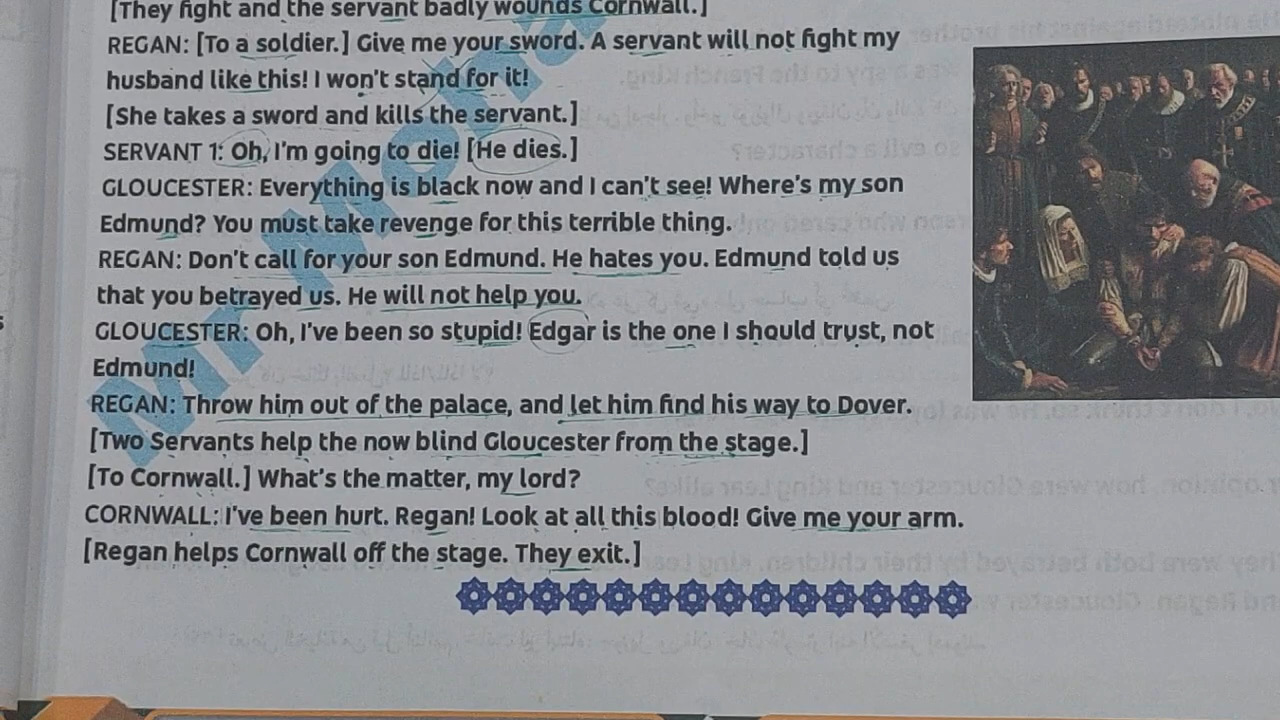 [They fight and the servant badly wounds Cornwall.]
REGAN: [To a soldier.] Give me your sword. A servant will not fight my
husband like this! I won't stand for it!
[She takes a sword and kills the servant.]
SERVANT 1: Oh, I'm going to die! [He dies.]
GLOUCESTER: Everything is black now and I can't see! Where's my son
Edmund? You must take revenge for this terrible thing.
REGAN: Don't call for your son Edmund. He hates you. Edmund told us
that you betrayed us. He will not help you.
GLOUCESTER: Oh, I've been so stupid! Edgar is the one I should trust, not
Edmund!
REGAN: Throw him out of the palace, and let him find his way to Dover.
[Two Servants help the now blind Gloucester from the stage.]
[To Cornwall.] What's the matter, my lord?
CORNWALL: I've been hurt. Regan! Look at all this blood! Give me your arm.
[Regan helps Cornwall off the stage. They exit.]
Mr Moha